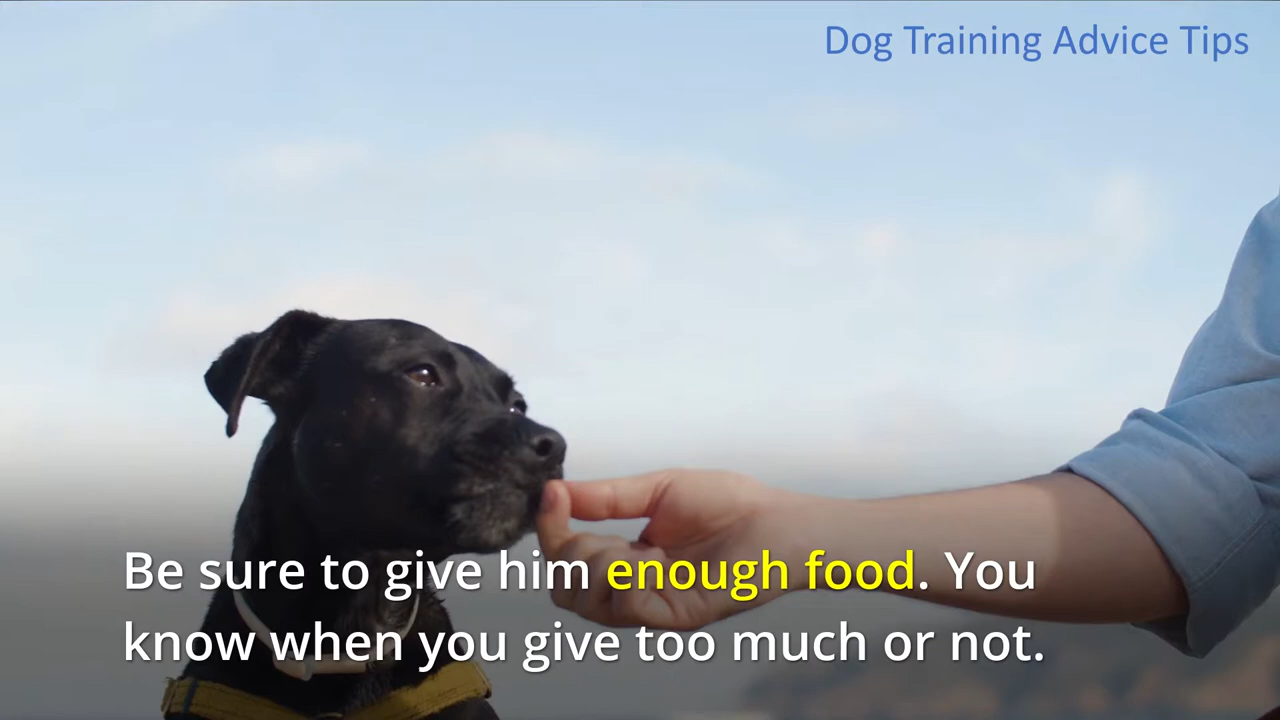 Dog Training Advice Tips
Be sure to give him enough food. You
know when you give too much or not.